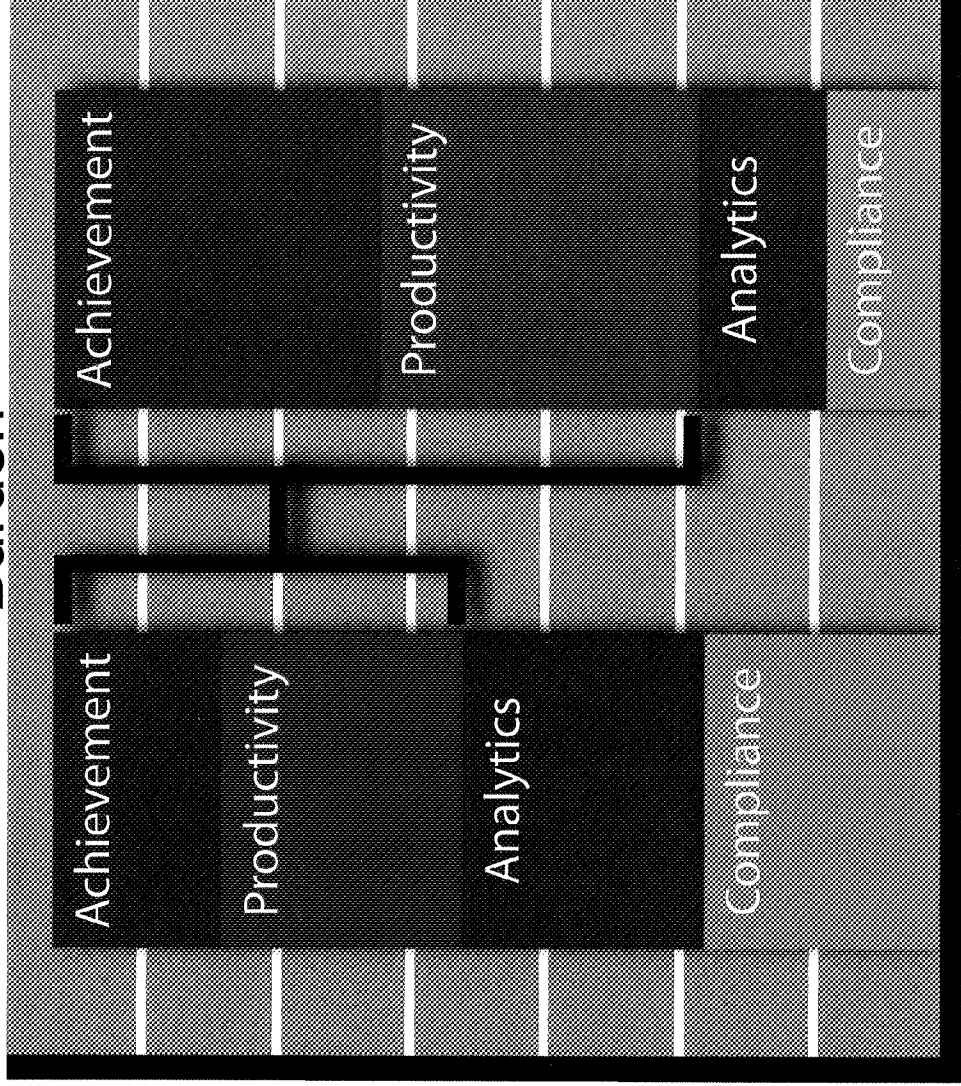 Achievement
Productivity
Analytics
Compliance
Achievement
Productivity
Analytics
Compliance